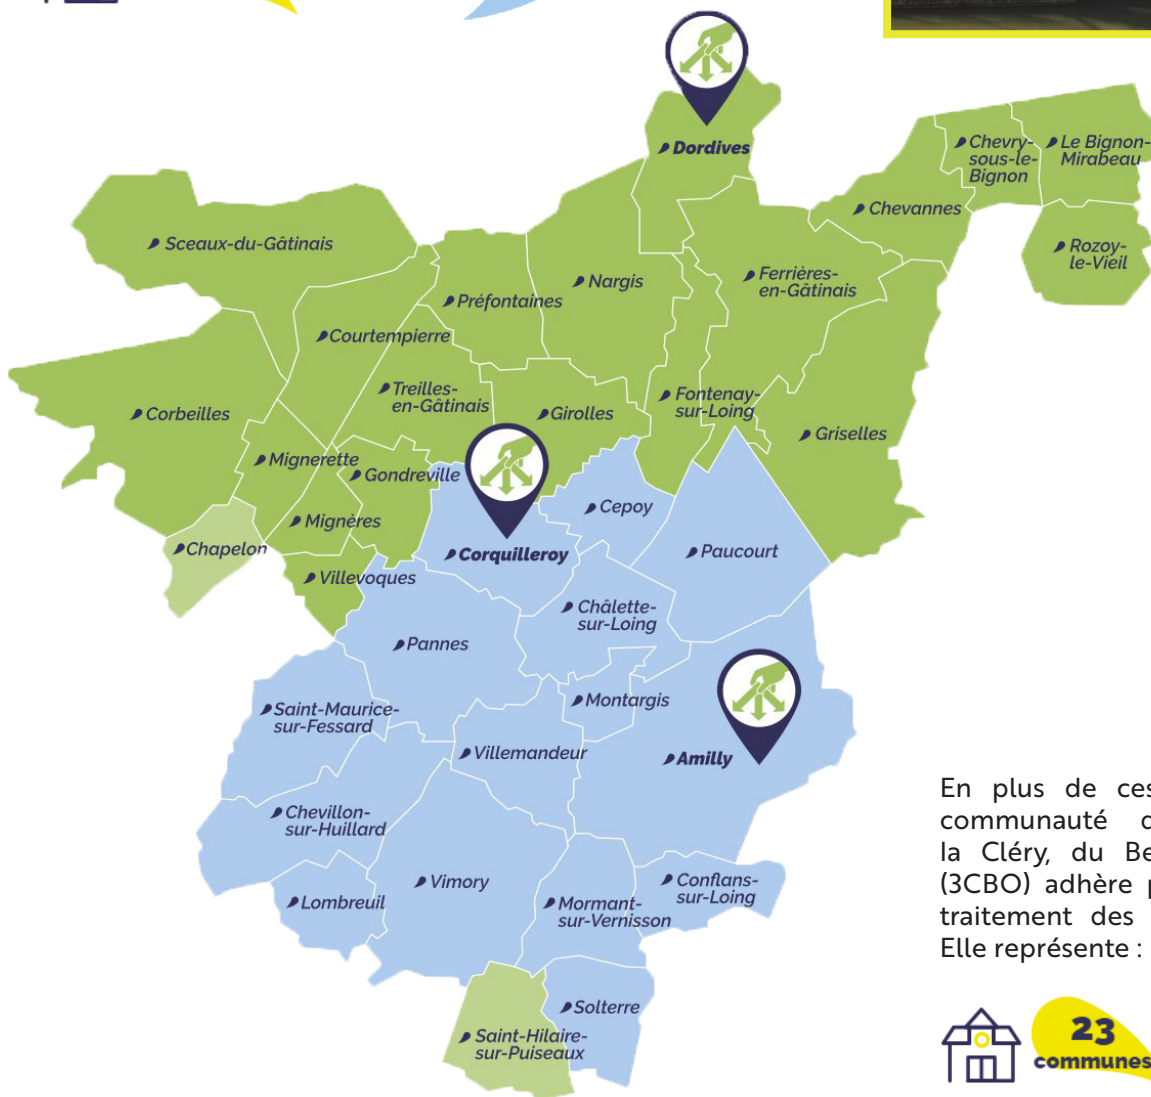 Dordives
Chevry-
sous-le-
Bignon
Le Bignon-
Mirabeau
Chevannes
Sceaux-du-Gâtinais
Rozoy-
le-Vieil
Nargis
Ferrières-
en-Gâtinais
Préfontaines
Courtempierre
Treilles-
en-Gâtinais
Fontenay-
sur-Loing
Corbeilles
Girolles
Griselles
Mignerette
Gondreville
Cepoy
Mignères
Chapelon
Corquilleroy
Paucourt
Villevoques
Châlette-
sur-Loing
Pannes
Montargis
Saint-Maurice-
sur-Fessard
Villemandeur
Amilly
Chevillon-
sur-Huillard
Vimory
Conflans-
sur-Loing
Lombreuil
Mormant-
sur-Vernisson
Solterre
Saint-Hilaire-
sur-Puiseaux
En plus de ces
communauté
la Cléry, du
(3CBO) adhère
traitement des
Elle représente :
23
communes